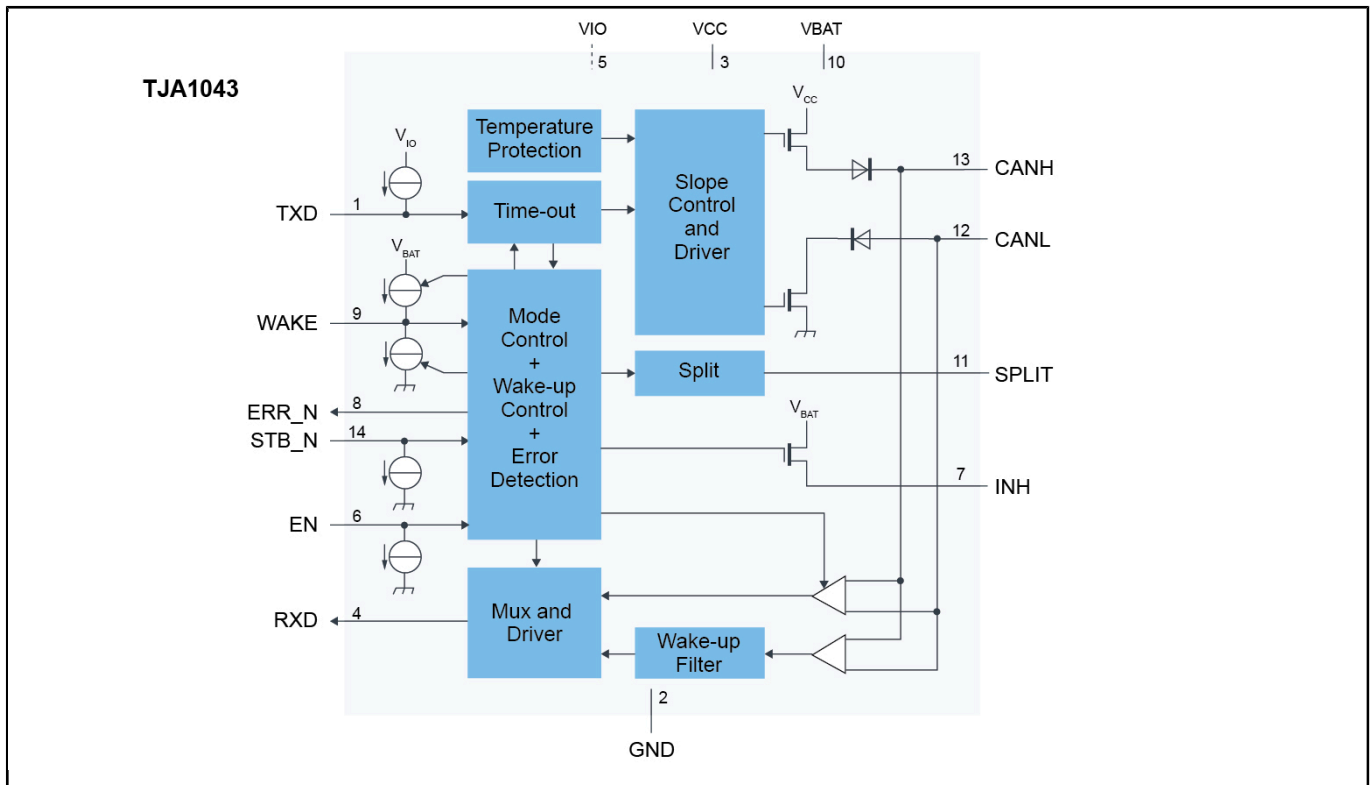 VIO
VCC
VBAT
5
3
10
TJA1043
VCC
Temperature
Protection
VIO
Slope
Control
and
Driver
13
CANH
TXD
1
Time-out
12
CANL
VBAT
WAKE
9
Mode
Control
+
Wake-up
Control
+
Error
Detection
Split
11
SPLIT
ERR_N
8
STB_N
14
VBAT
7
INH
EN
6
RXD
4
Mux and
Driver
Wake-up
Filter
2
GND